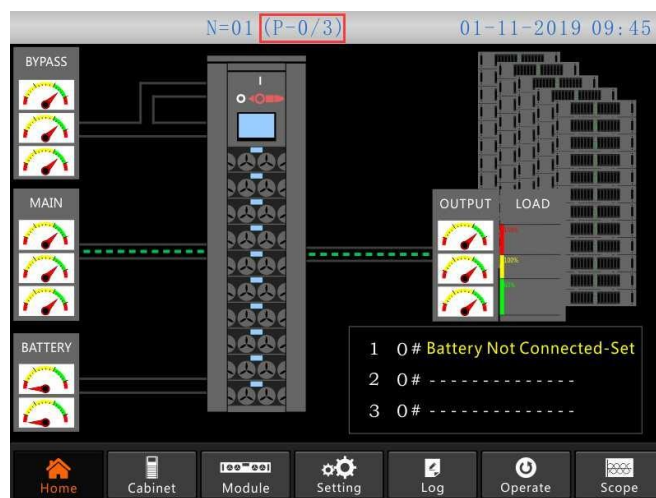 N=01 (P-0/3) 01-11-2019 09:45
BYPASS
MAIN
OUTPUT LOAD
100%
BATTERY
1 0# Battery Not Connected-Set
2 0# - - - - - - - - - - - - - -
3 0# - - - - - - - - - - - - - -
Home Cabinet Module Setting Log Operate Scope